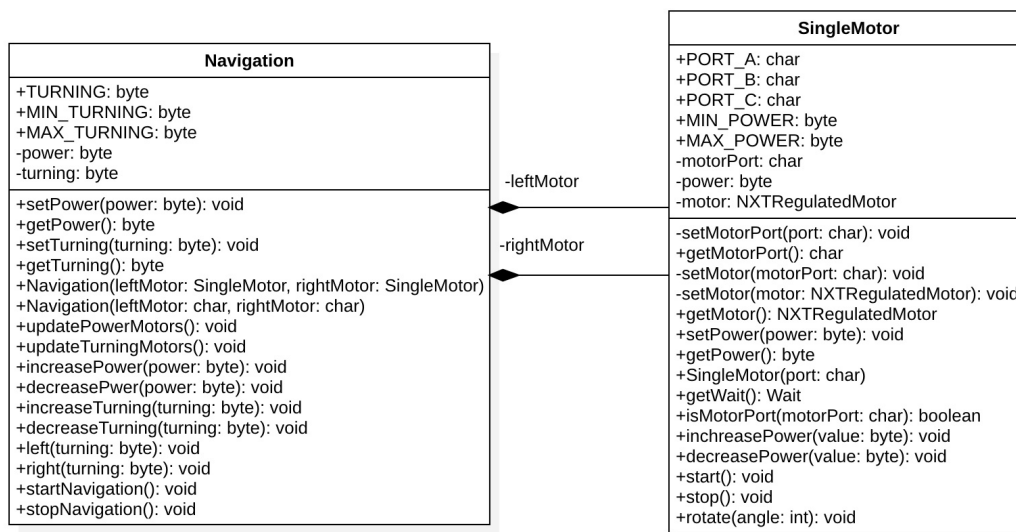 Navigation
+TURNING: byte
+MIN_TURNING: byte
+MAX_TURNING: byte
-power: byte
-turning: byte
+setPower(power: byte): void
+getPower(): byte
+setTurning(turning: byte): void
+getTurning(): byte
+Navigation(leftMotor: SingleMotor, rightMotor: SingleMotor)
+Navigation(leftMotor: char, rightMotor: char)
+updatePowerMotors(): void
+updateTurningMotors(): void
+increasePower(power: byte): void
+decreasePwer(power: byte): void
+increaseTurning(turning: byte): void
+decreaseTurning(turning: byte): void
+left(turning: byte): void
+right(turning: byte): void
+startNavigation(): void
+stopNavigation(): void
-leftMotor
-rightMotor
SingleMotor
+PORT_A: char
+PORT_B: char
+PORT_C: char
+MIN_POWER: byte
+MAX_POWER: byte
-motorPort: char
-power: byte
-motor: NXTRegulatedMotor
-setMotorPort(port: char): void
+getMotorPort(): char
-setMotor(motorPort: char): void
-setMotor(motor: NXTRegulatedMotor): void
+getMotor(): NXTRegulatedMotor
+setPower(power: byte): void
+getPower(): byte
+SingleMotor(port: char)
+getWait(): Wait
+isMotorPort(motorPort: char): boolean
+inchreasePower(value: byte): void
+decreasePower(value: byte): void
+start(): void
+stop(): void
+rotate(angle: int): void